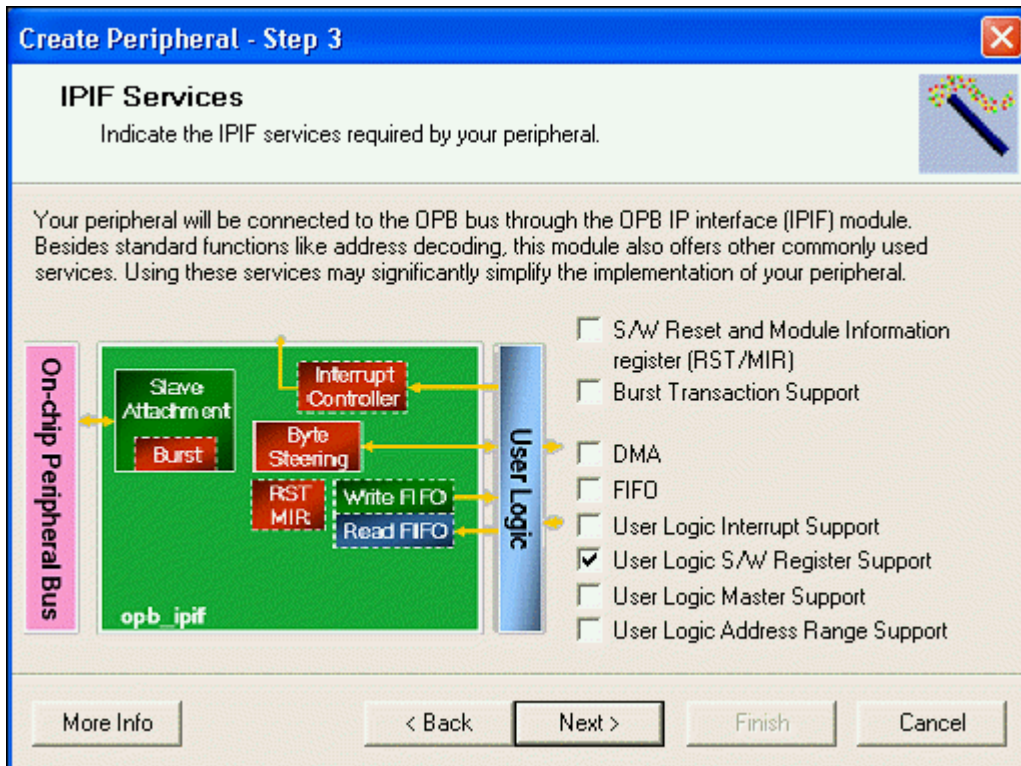 Create Peripheral - Step 3
IPIF Services
Indicate the IPIF services required by your peripheral.
Your peripheral will be connected to the OPB bus through the OPB IP interface (IPIF) module.
Besides standard functions like address decoding, this module also offers other commonly used
services. Using these services may significantly simplify the implementation of your peripheral.
On-chip Peripheral Bus
Slave
Attachment
Burst
Interrupt
Controller
Byte
Steering
RST
MIR
Write FIFO
Read FIFO
opb_ipif
User Logic
S/W Reset and Module Information
register (RST/MIR)
Burst Transaction Support
DMA
FIFO
User Logic Interrupt Support
User Logic S/W Register Support
User Logic Master Support
User Logic Address Range Support
More Info
< Back
Next >
Finish
Cancel